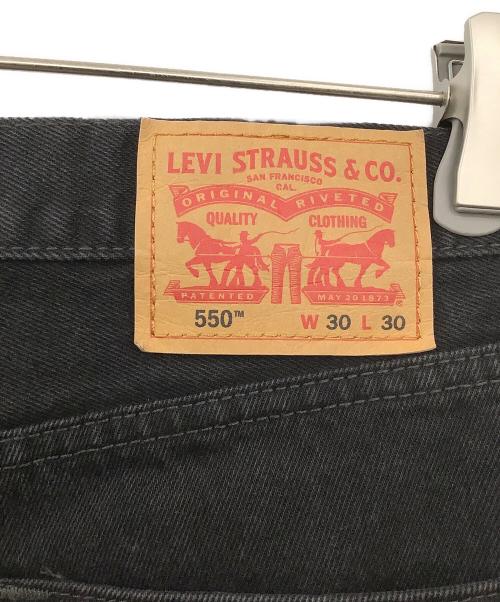 LEVI STRAUSS & CO.
SAN FRANCISCO
CAL.
ORIGINAL RIVETED
QUALITY CLOTHING
PATENTED MAY 20 1873
550™ W 30 L 30